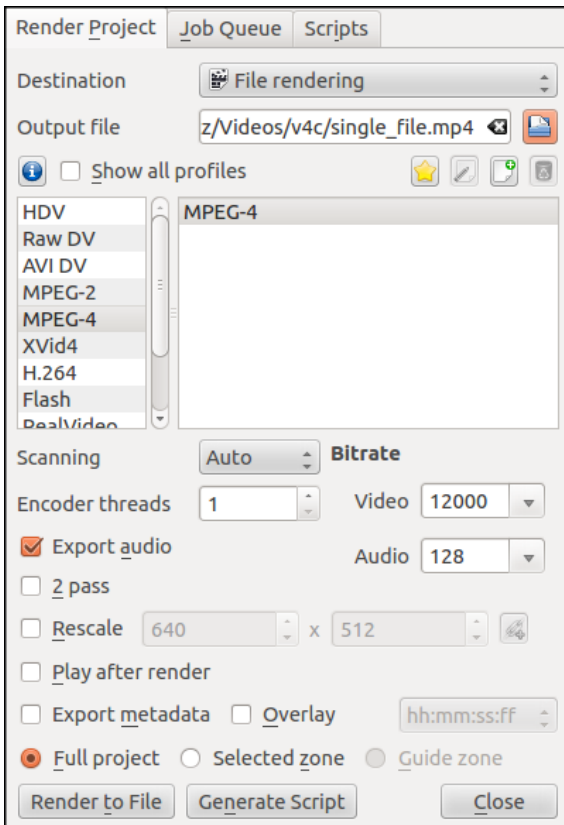 Render Project Job Queue Scripts
Destination File rendering
Output file z/Videos/v4c/single_file.mp4
Show all profiles
HDV MPEG-4
Raw DV
AVI DV
MPEG-2
MPEG-4
XVid4
H.264
Flash
RealVideo
Scanning Auto Bitrate
Encoder threads 1 Video 12000
Export audio Audio 128
2 pass
Rescale 640 x 512
Play after render
Export metadata Overlay hh:mm:ss:ff
Full project Selected zone Guide zone
Render to File Generate Script Close